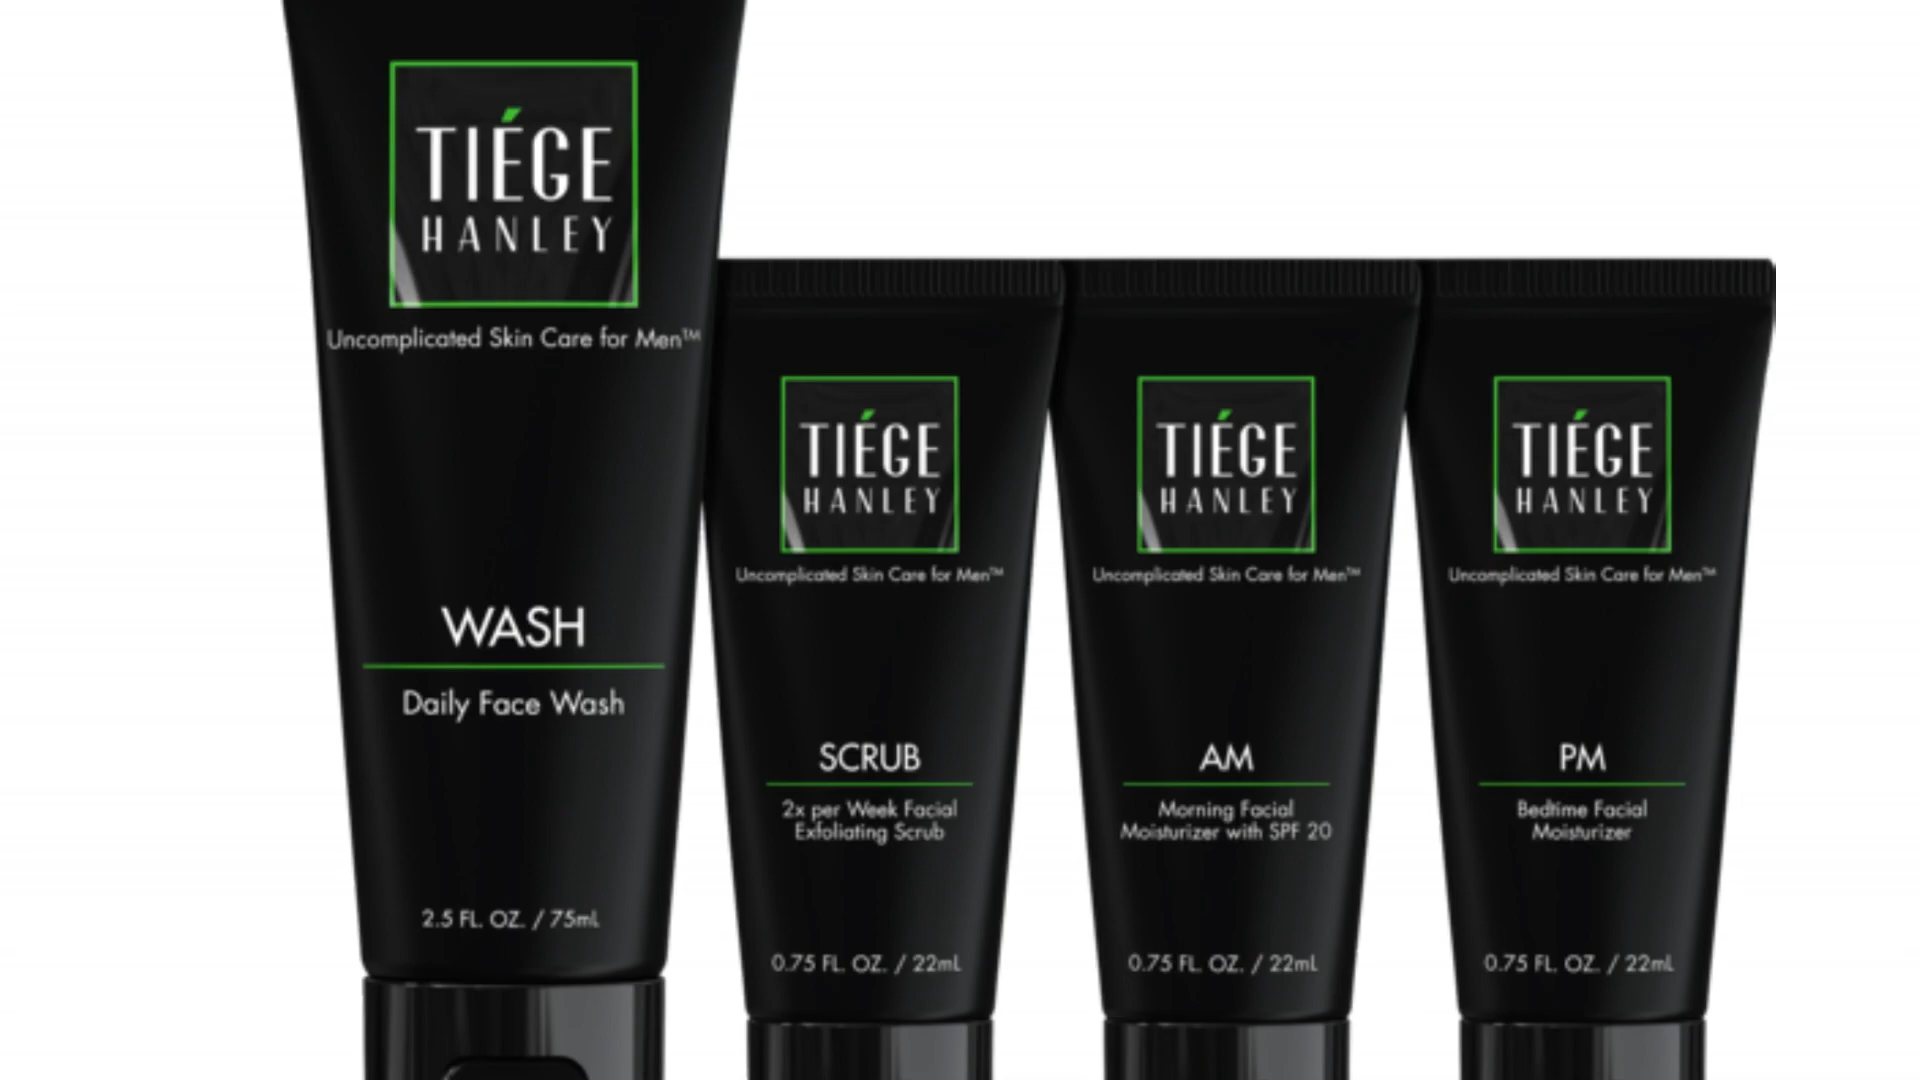 TIÉGE
HANLEY
Uncomplicated Skin Care for Men™
WASH
Daily Face Wash
2.5 FL. OZ. / 75mL
TIÉGE
HANLEY
Uncomplicated Skin Care for Men™
SCRUB
2x per Week Facial
Exfoliating Scrub
0.75 FL. OZ. / 22mL
TIÉGE
HANLEY
Uncomplicated Skin Care for Men™
AM
Morning Facial
Moisturizer with SPF 20
0.75 FL. OZ. / 22mL
TIÉGE
HANLEY
Uncomplicated Skin Care for Men™
PM
Bedtime Facial
Moisturizer
0.75 FL. OZ. / 22mL